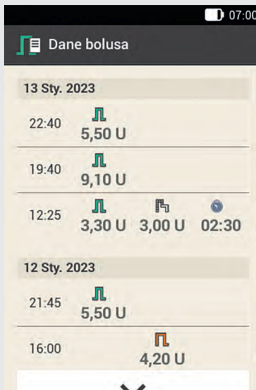 07:00
Dane bolusa
13 Sty. 2023
22:40 5,50 U
19:40 9,10 U
12:25 3,30 U 3,00 U 02:30
12 Sty. 2023
21:45 5,50 U
16:00 4,20 U